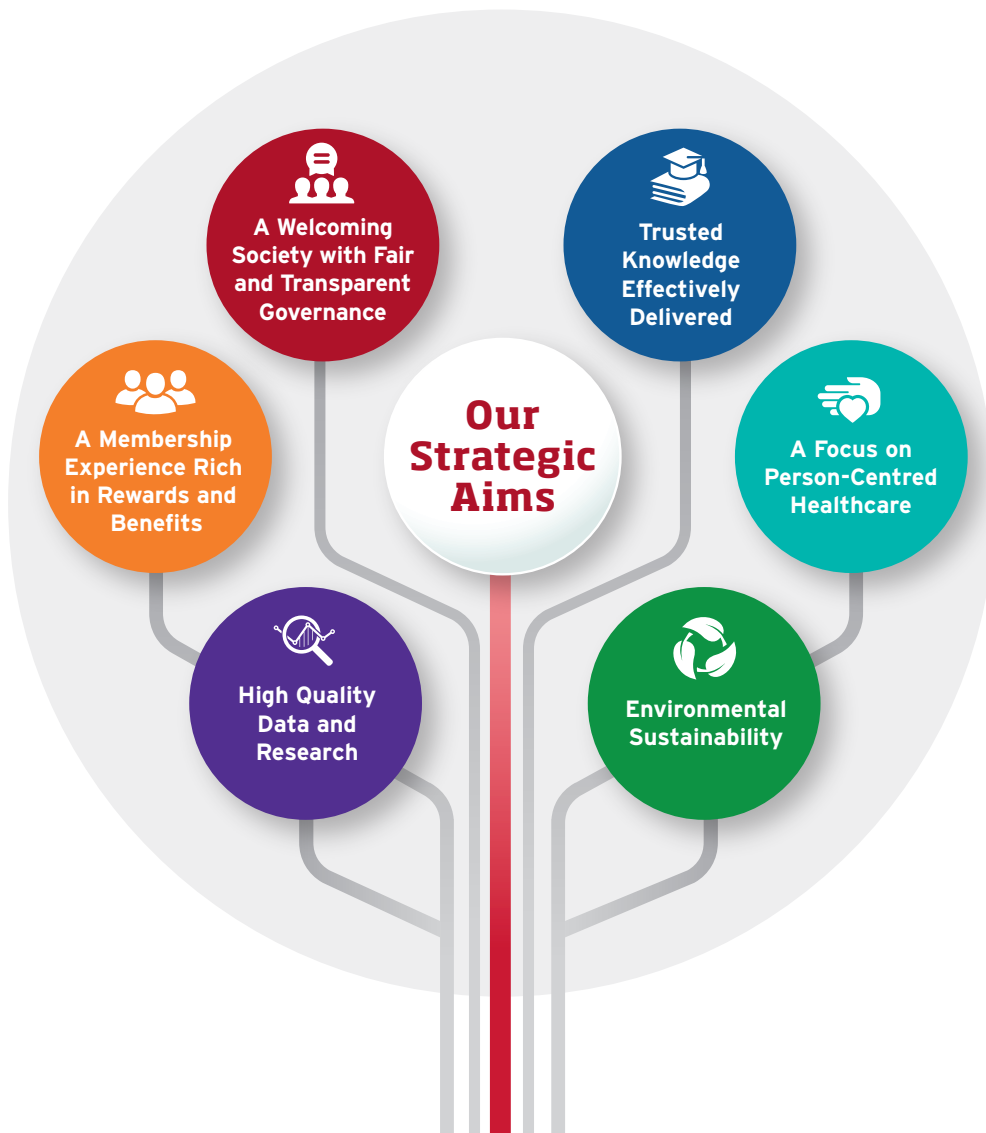 A Welcoming
Society with Fair
and Transparent
Governance
Trusted
Knowledge
Effectively
Delivered
A Membership
Experience Rich
in Rewards and
Benefits
Our
Strategic
Aims
A Focus on
Person-Centred
Healthcare
High Quality
Data and
Research
Environmental
Sustainability